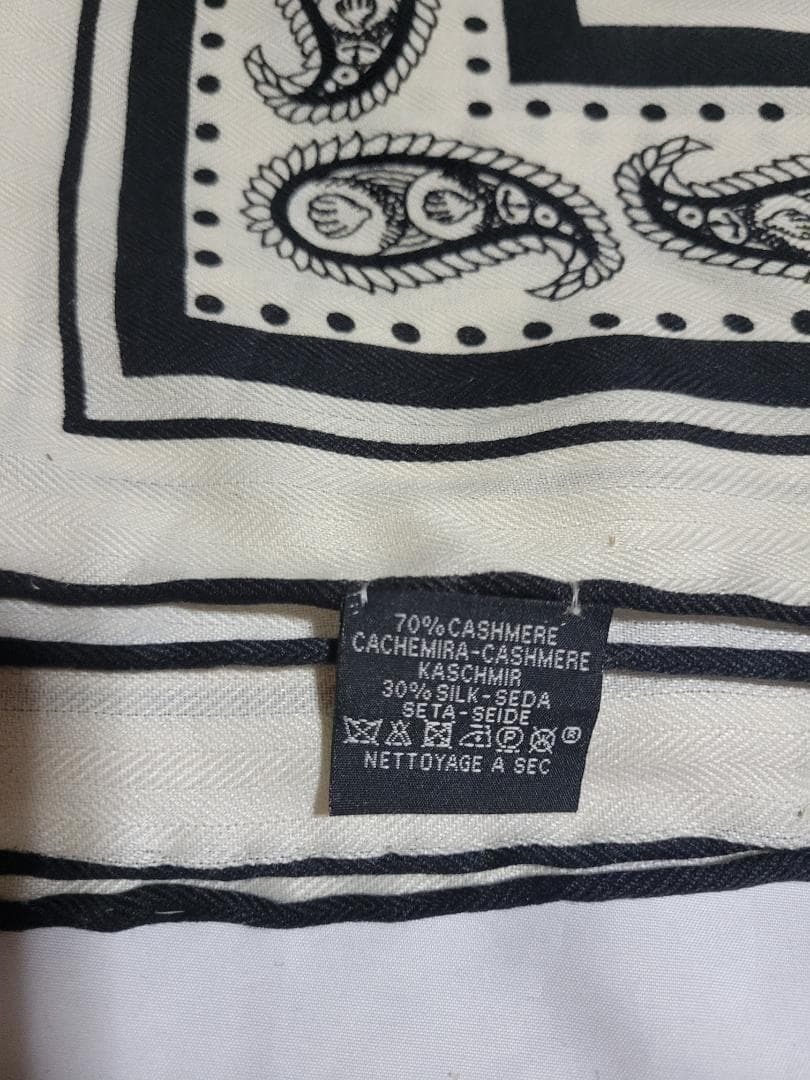 70% CASHMERE
CACHEMIRA-CASHMERE
KASCHMIR
30% SILK-SEDA
SETA-SEIDE
P ®
NETTOYAGE A SEC